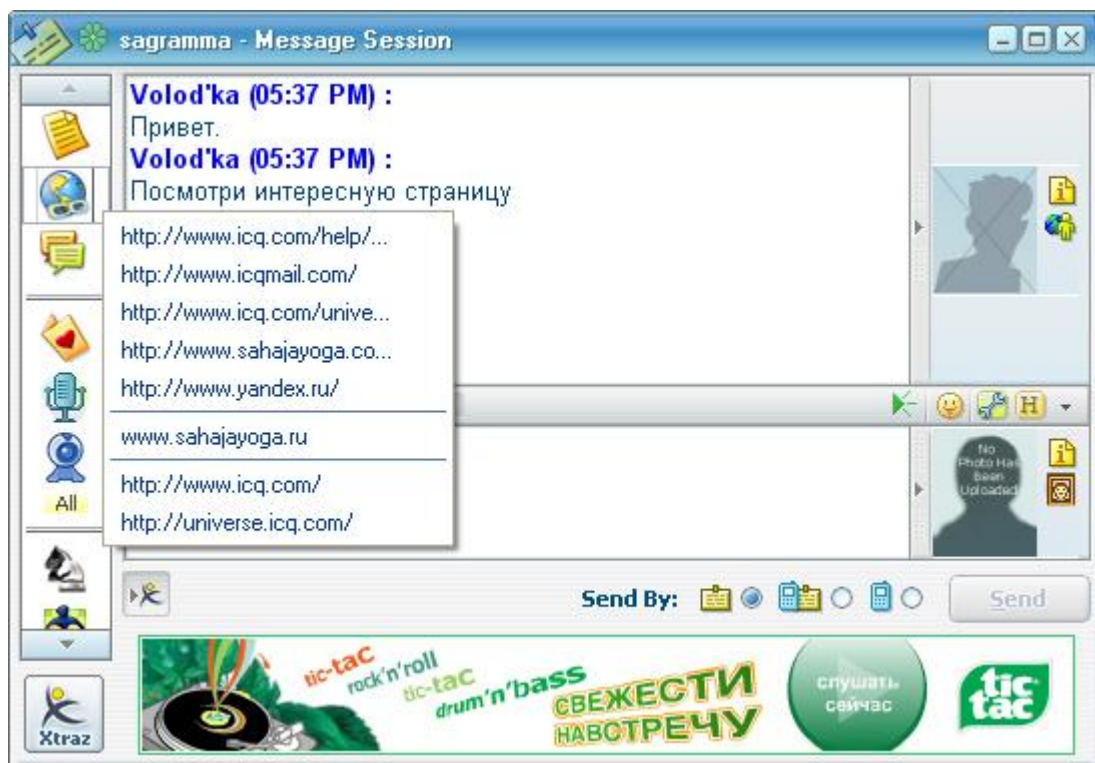 sagramma - Message Session
Volod'ka (05:37 PM) :
Привет.
Volod'ka (05:37 PM) :
Посмотри интересную страницу
http://www.icq.com/help/...
http://www.icqmail.com/
http://www.icq.com/unive...
http://www.sahajayoga.co...
http://www.yandex.ru/
www.sahajayoga.ru
http://www.icq.com/
http://universe.icq.com/
All
H
No
Photo Has
Been
Uploaded
Send By:
Send
Xtraz
tic-tac
rock'n'roll
tic-tac
drum'n'bass
СВЕЖЕСТИ
НАВСТРЕЧУ
слушать
сейчас
tic
tac